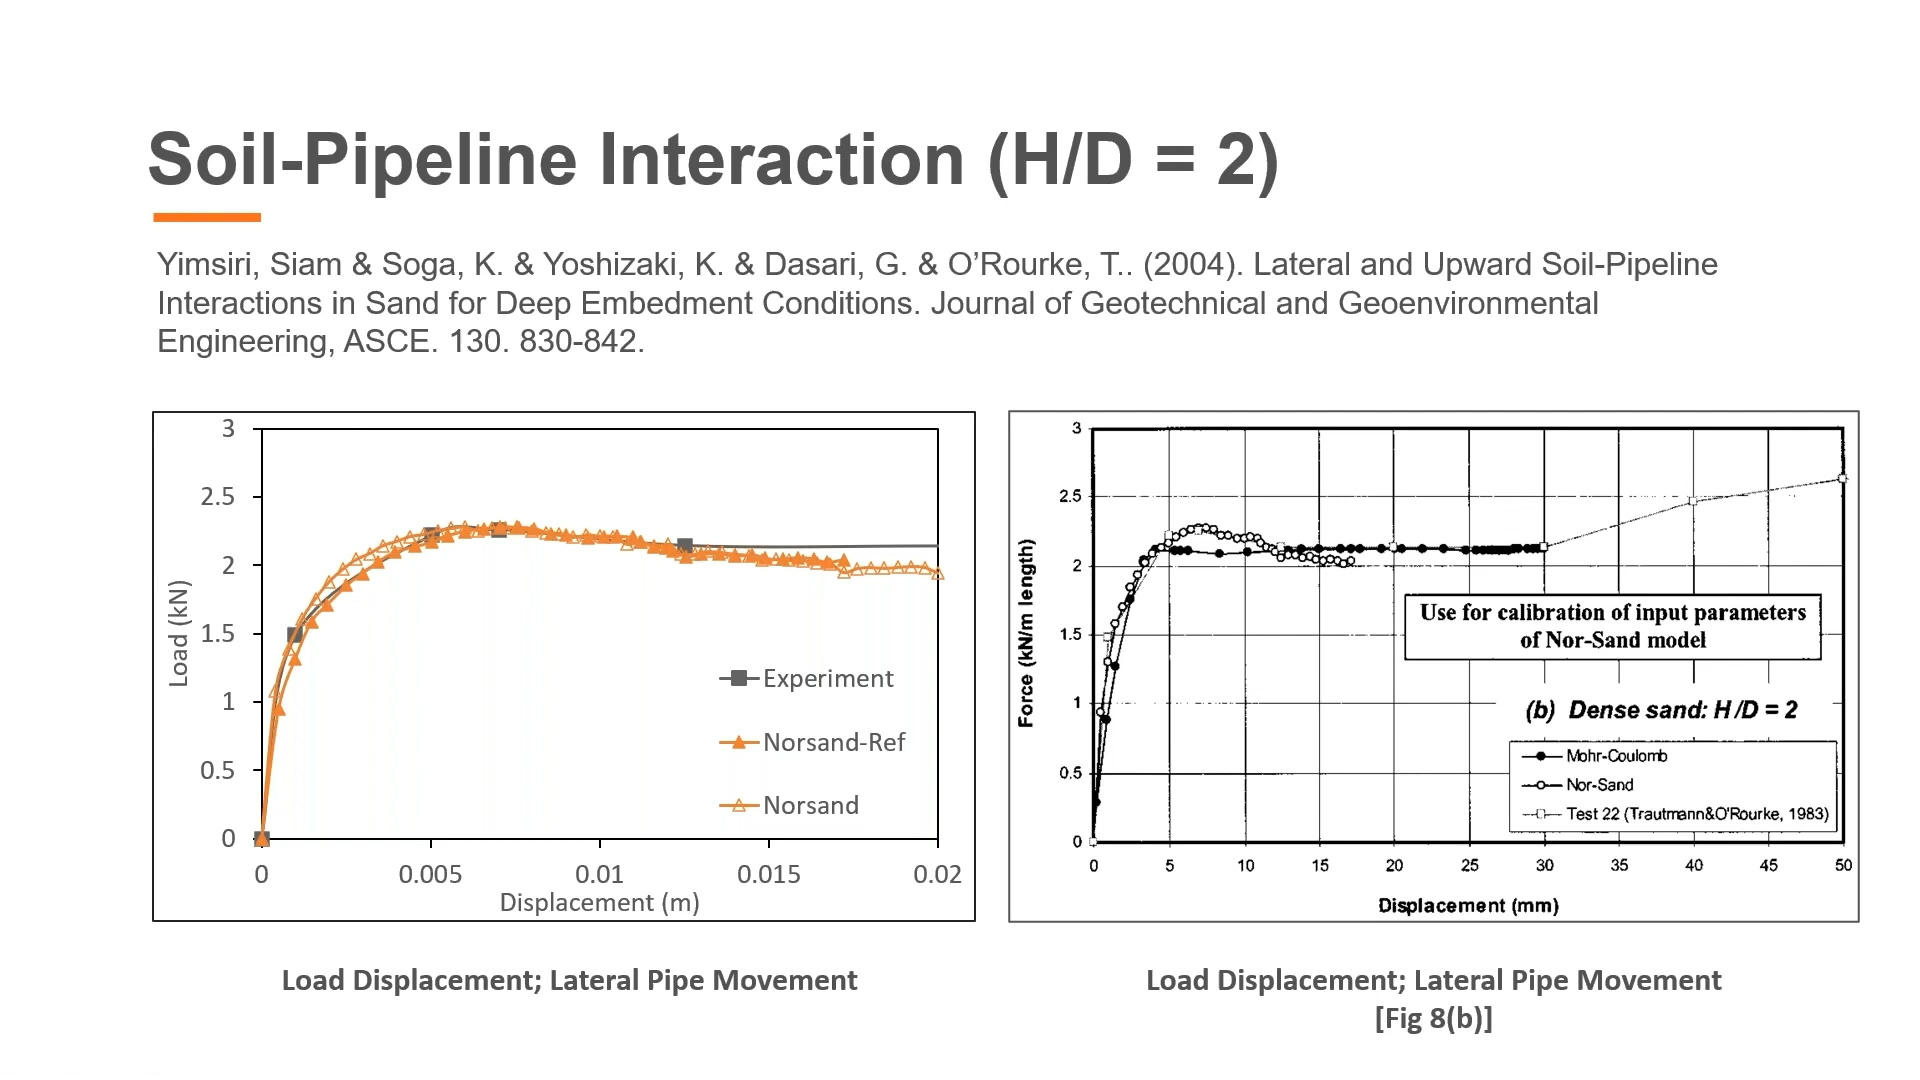 Soil-Pipeline Interaction (H/D = 2)
Yimsiri, Siam & Soga, K. & Yoshizaki, K. & Dasari, G. & O’Rourke, T.. (2004). Lateral and Upward Soil-Pipeline
Interactions in Sand for Deep Embedment Conditions. Journal of Geotechnical and Geoenvironmental
Engineering, ASCE. 130. 830-842.
3
2.5
2
1.5
1
0.5
0
Load (kN)
Experiment
Norsand-Ref
Norsand
0 0.005 0.01 0.015 0.02
Displacement (m)
Load Displacement; Lateral Pipe Movement
3
2.5
2
1.5
1
0.5
0
Force (kN/m length)
Use for calibration of input parameters
of Nor-Sand model
(b) Dense sand: H/D = 2
Mohr-Coulomb
Nor-Sand
Test 22 (Trautmann&O'Rourke, 1983)
0 5 10 15 20 25 30 35 40 45 50
Displacement (mm)
Load Displacement; Lateral Pipe Movement
[Fig 8(b)]